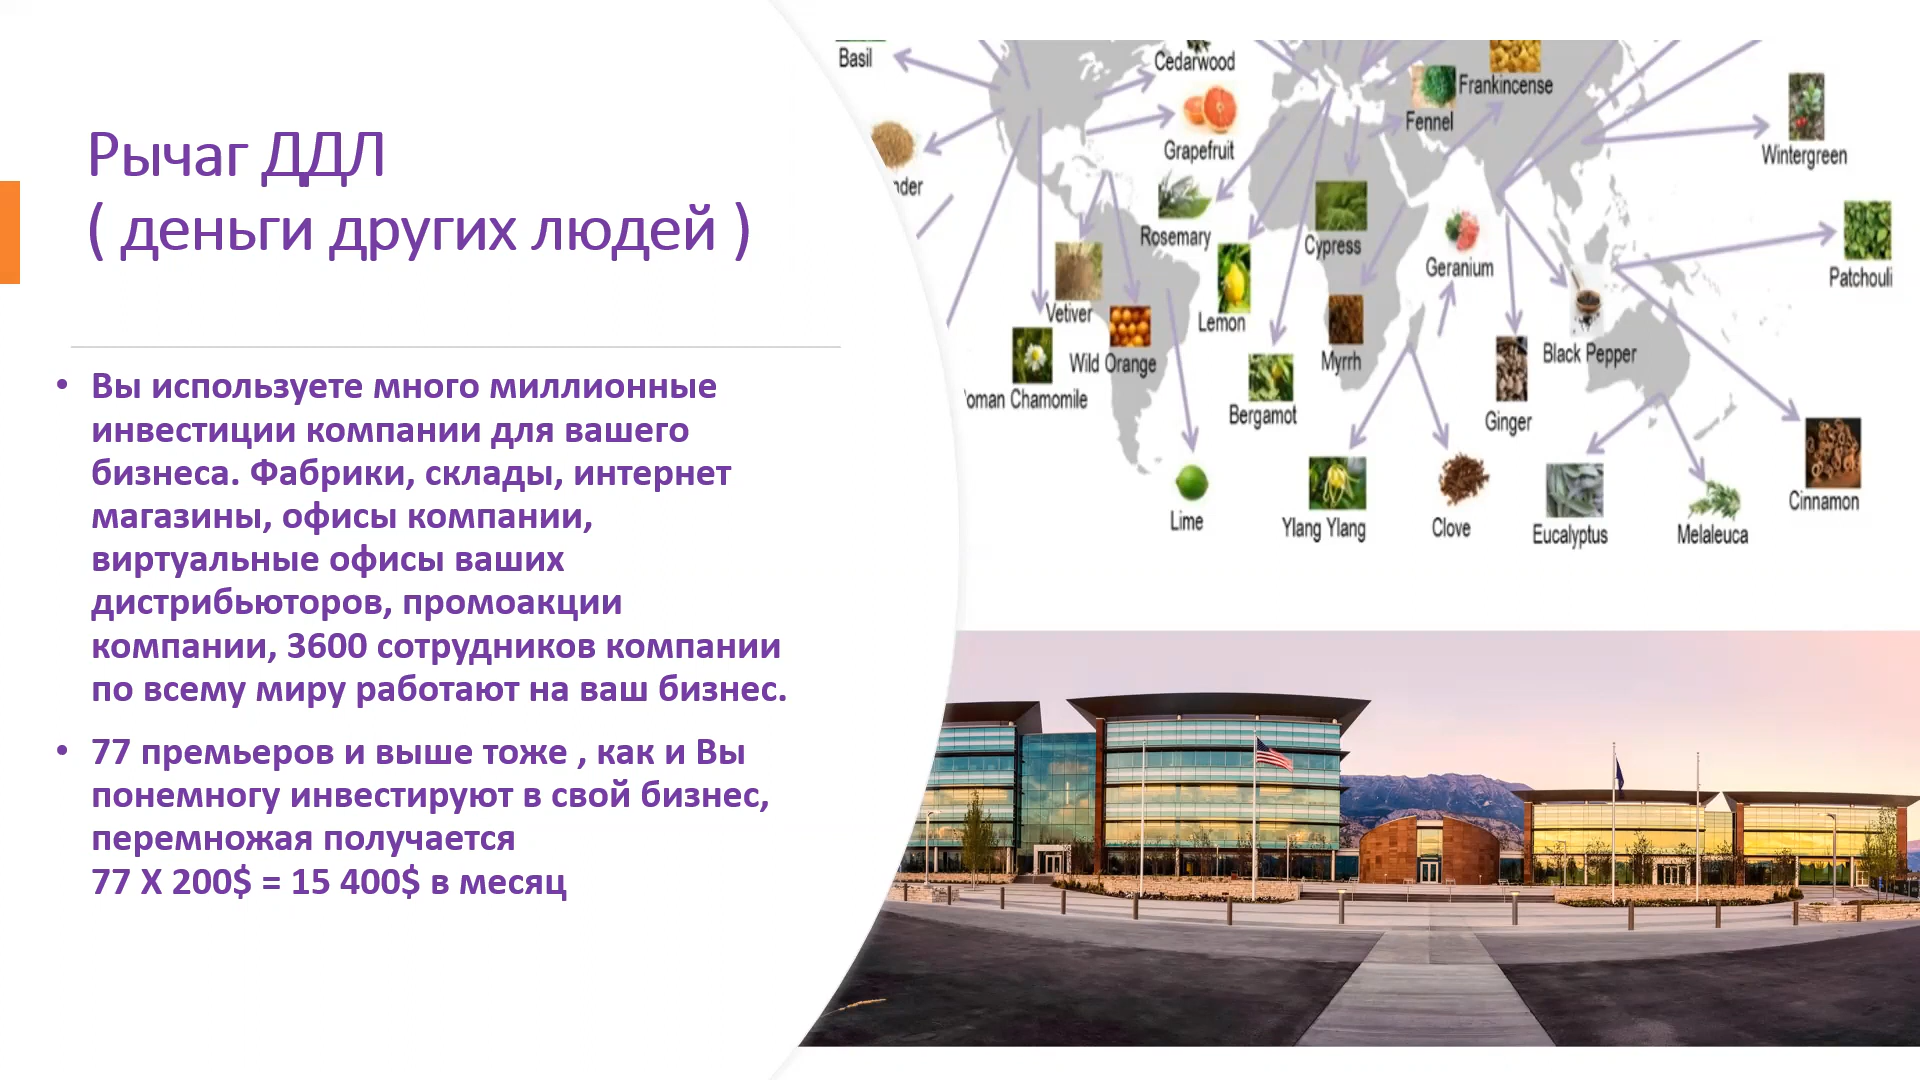 Рычаг ДДЛ
( деньги других людей )
• Вы используете много миллионные
инвестиции компании для вашего
бизнеса. Фабрики, склады, интернет
магазины, офисы компании,
виртуальные офисы ваших
дистрибьюторов, промоакции
компании, 3600 сотрудников компании
по всему миру работают на ваш бизнес.
• 77 премьеров и выше тоже , как и Вы
понемногу инвестируют в свой бизнес,
перемножая получается
77 X 200$ = 15 400$ в месяц
Basil
Cedarwood
Frankincense
Fennel
Grapefruit
Wintergreen
nder
Rosemary
Cypress
Geranium
Patchouli
Vetiver
Lemon
Wild Orange
Myrrh
Black Pepper
oman Chamomile
Bergamot
Ginger
Cinnamon
Lime
Ylang Ylang
Clove
Eucalyptus
Melaleuca